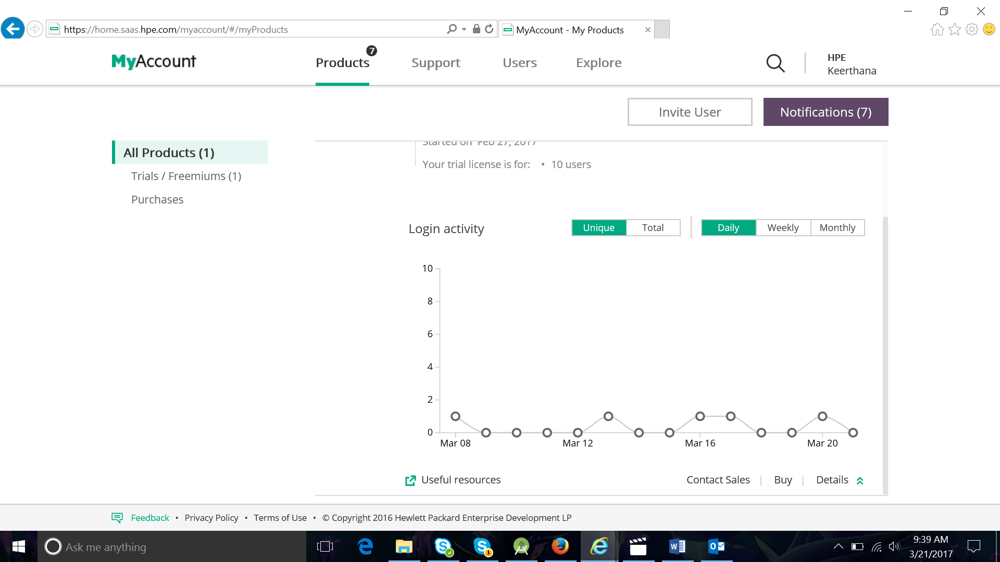 https://home.saas.hpe.com/myaccount/#/myProducts
MyAccount - My Products
MyAccount
Products
7
Support
Users
Explore
HPE
Keerthana
Invite User
Notifications (7)
All Products (1)
Trials / Freemiums (1)
Purchases
Started on Feb 27, 2017
Your trial license is for: • 10 users
Login activity
Unique
Total
Daily
Weekly
Monthly
10
8
6
4
2
0
Mar 08
Mar 12
Mar 16
Mar 20
Useful resources
Contact Sales
Buy
Details
Feedback • Privacy Policy • Terms of Use • © Copyright 2016 Hewlett Packard Enterprise Development LP
Ask me anything
1
9:39 AM
3/21/2017